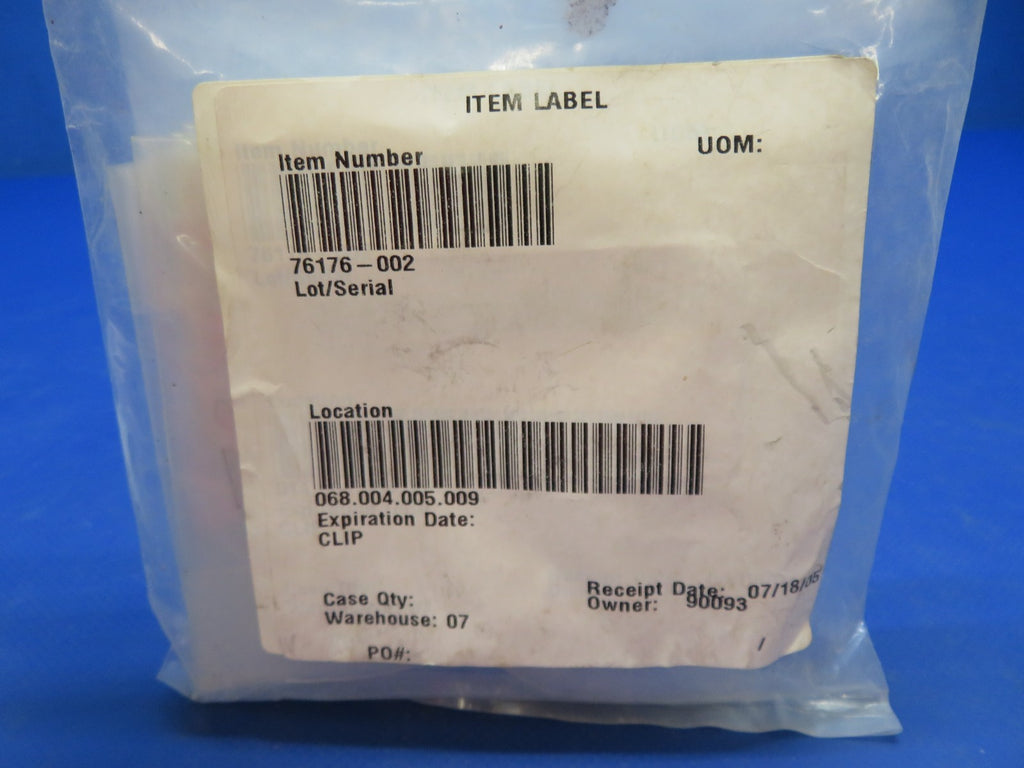 ITEM LABEL
UOM:
Item Number
76176-002
Lot/Serial
Location
068.004.005.009
Expiration Date:
CLIP
Receipt Date: 07/18/05
Case Qty:
Owner: 90093
Warehouse: 07
PO#:
/